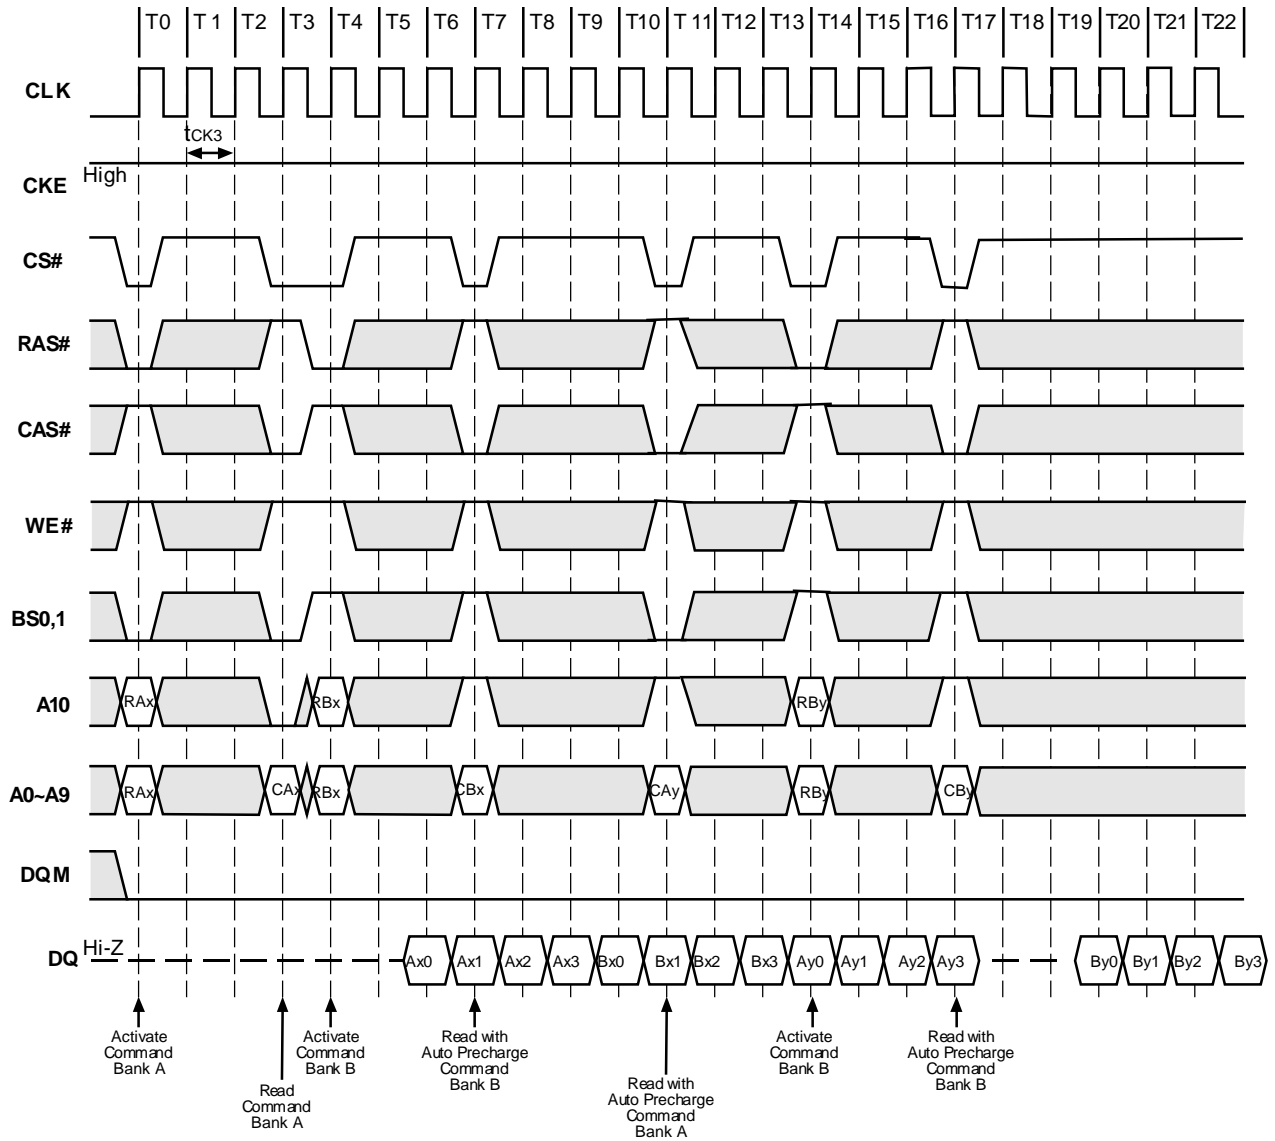 T0 T 1 T2 T3 T4 T5 T6 T7 T8 T9 T10 T 11 T12 T13 T14 T15 T16 T17 T18 T19 T20 T21 T22
CLK
tCK3
High
CKE
CS#
RAS#
CAS#
WE#
BS0,1
A10 RAx RBx RBy
A0~A9 RAx CAx RBx CBx CAy RBy CBy
DQM
Hi-Z
DQ Ax0 Ax1 Ax2 Ax3 Bx0 Bx1 Bx2 Bx3 Ay0 Ay1 Ay2 Ay3 By0 By1 By2 By3
Activate
Command
Bank A
Read
Command
Bank A
Activate
Command
Bank B
Read with
Auto Precharge
Command
Bank B
Read with
Auto Precharge
Command
Bank A
Activate
Command
Bank B
Read with
Auto Precharge
Command
Bank B